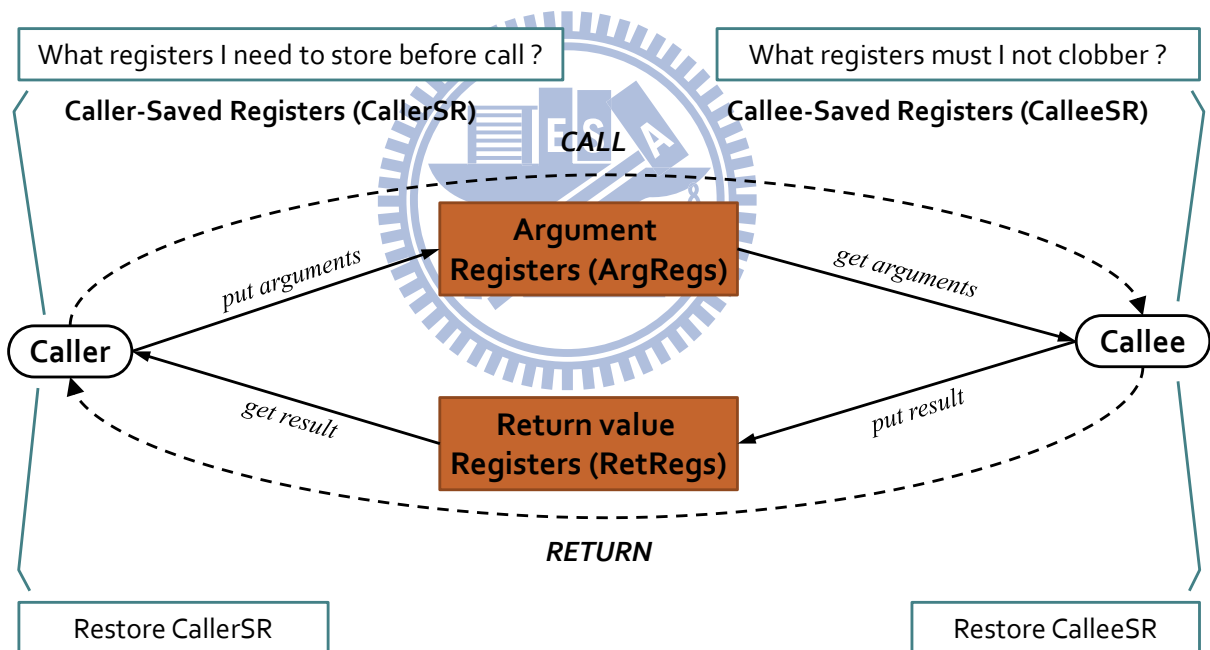 What registers I need to store before call ?
What registers must I not clobber ?
Caller-Saved Registers (CallerSR)
Callee-Saved Registers (CalleeSR)
E S A
CALL
Argument
Registers (ArgRegs)
put arguments
get arguments
Caller
Callee
get result
put result
Return value
Registers (RetRegs)
RETURN
Restore CallerSR
Restore CalleeSR